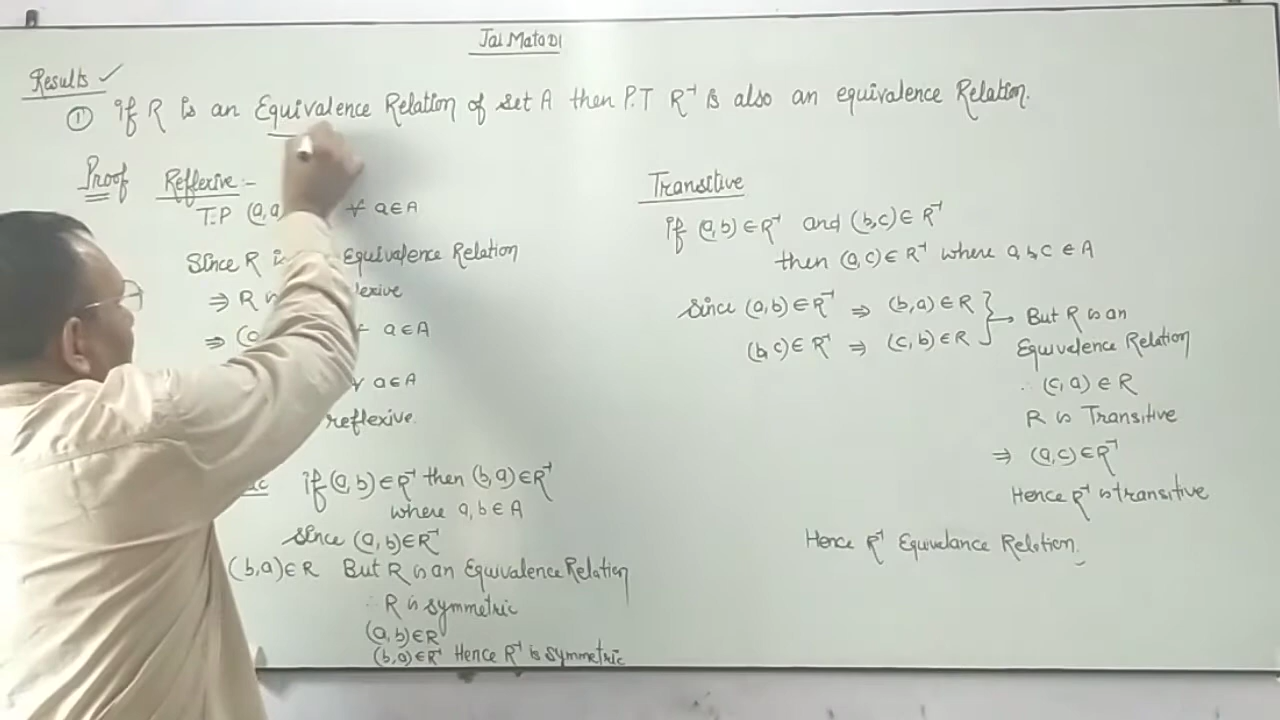 Jai Mata DI
Results ✓
① If R is an Equivalence Relation of set A then P.T R⁻¹ is also an equivalence Relation.
Proof Reflexive :-
T.P (a, a ∀ a∈A
Since R is Equivalence Relation
⇒ R is
⇒ ( ∀ a∈A
∀ a∈A
reflexive.
if (a, b) ∈ R⁻¹ then (b, a) ∈ R⁻¹
where a, b ∈ A
Since (a, b) ∈ R⁻¹
(b, a) ∈ R But R is an Equivalence Relation
∴ R is symmetric
(a, b) ∈ R
(b, a) ∈ R⁻¹ Hence R⁻¹ is symmetric
Transitive
if (a, b) ∈ R⁻¹ and (b, c) ∈ R⁻¹
then (a, c) ∈ R⁻¹ where a, b, c ∈ A
Since (a, b) ∈ R⁻¹ ⇒ (b, a) ∈ R
(b, c) ∈ R⁻¹ ⇒ (c, b) ∈ R
} → But R is an
Equivalence Relation
∴ (c, a) ∈ R
R is Transitive
⇒ (a, c) ∈ R⁻¹
Hence R⁻¹ is transitive
Hence R⁻¹ Equivalance Relation.